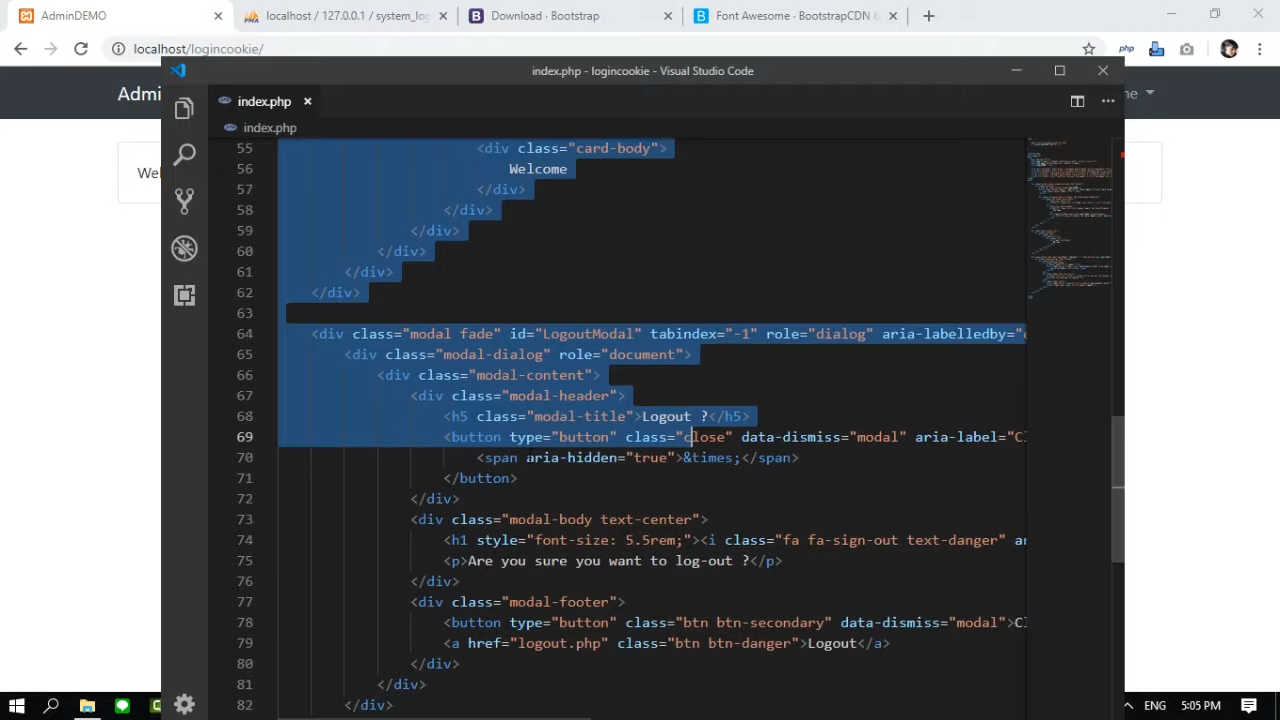 AdminDEMO
localhost / 127.0.0.1 / system_log
Download · Bootstrap
Font Awesome · BootstrapCDN b
localhost/logincookie/
php
Admin
me
Wel
index.php - logincookie - Visual Studio Code
index.php
index.php
55 <div class="card-body">
56 Welcome
57 </div>
58 </div>
59 </div>
60 </div>
61 </div>
62 </div>
63
64 <div class="modal fade" id="LogoutModal" tabindex="-1" role="dialog" aria-labelledby="e
65 <div class="modal-dialog" role="document">
66 <div class="modal-content">
67 <div class="modal-header">
68 <h5 class="modal-title">Logout ?</h5>
69 <button type="button" class="close" data-dismiss="modal" aria-label="Cl
70 <span aria-hidden="true">&times;</span>
71 </button>
72 </div>
73 <div class="modal-body text-center">
74 <h1 style="font-size: 5.5rem;"><i class="fa fa-sign-out text-danger" ar
75 <p>Are you sure you want to log-out ?</p>
76 </div>
77 <div class="modal-footer">
78 <button type="button" class="btn btn-secondary" data-dismiss="modal">Cl
79 <a href="logout.php" class="btn btn-danger">Logout</a>
80 </div>
81 </div>
82 </div>
ENG
5:05 PM